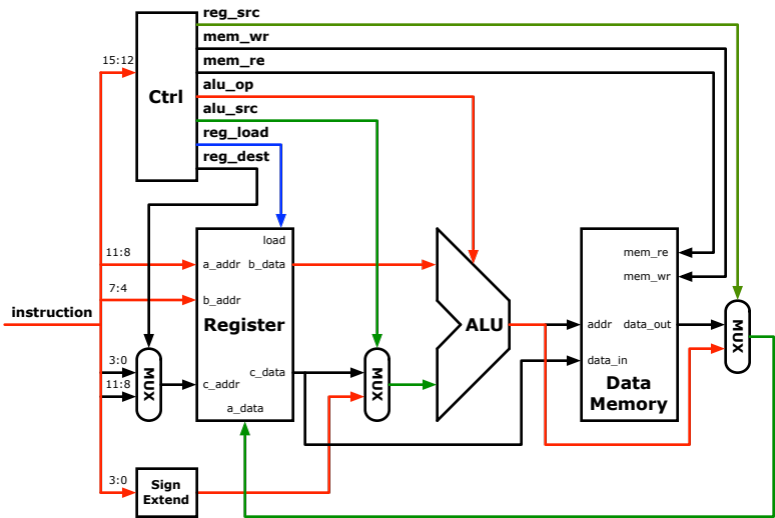 reg_src
mem_wr
mem_re
alu_op
alu_src
reg_load
reg_dest
15:12
Ctrl
load
11:8
a_addr
b_data
mem_re
7:4
b_addr
mem_wr
instruction
Register
ALU
addr
data_out
MUX
3:0
MUX
c_data
MUX
data_in
11:8
c_addr
Data
Memory
a_data
3:0
Sign
Extend